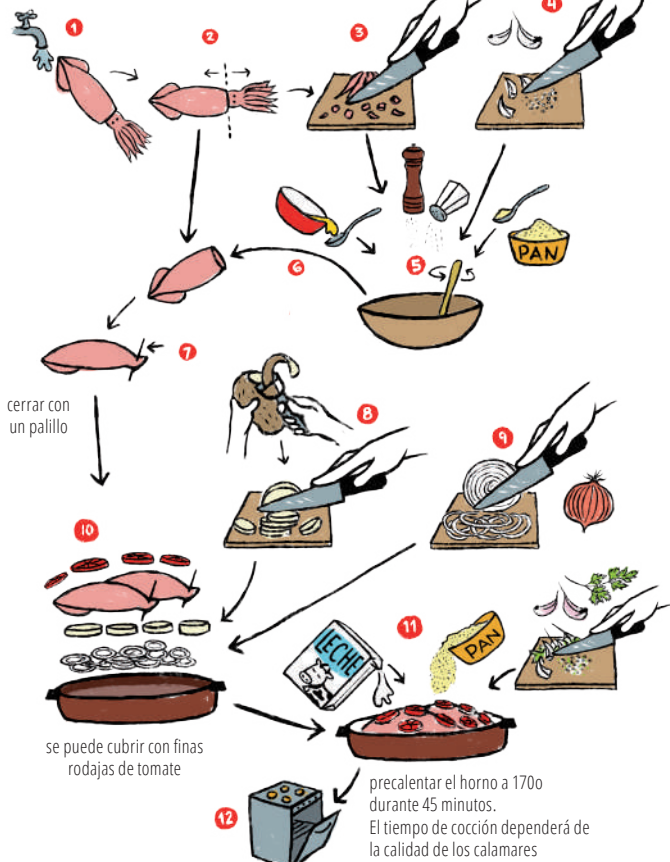 1
2
3
4
PAN
5
6
7
cerrar con
un palillo
8
9
10
11
LECHE
PAN
se puede cubrir con finas
rodajas de tomate
12
precalentar el horno a 170o
durante 45 minutos.
El tiempo de cocción dependerá de
la calidad de los calamares